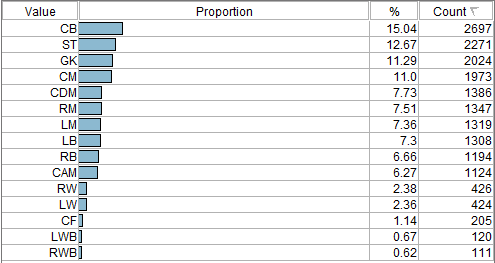 Value Proportion % Count
CB 15.04 2697
ST 12.67 2271
GK 11.29 2024
CM 11.0 1973
CDM 7.73 1386
RM 7.51 1347
LM 7.36 1319
LB 7.3 1308
RB 6.66 1194
CAM 6.27 1124
RW 2.38 426
LW 2.36 424
CF 1.14 205
LWB 0.67 120
RWB 0.62 111